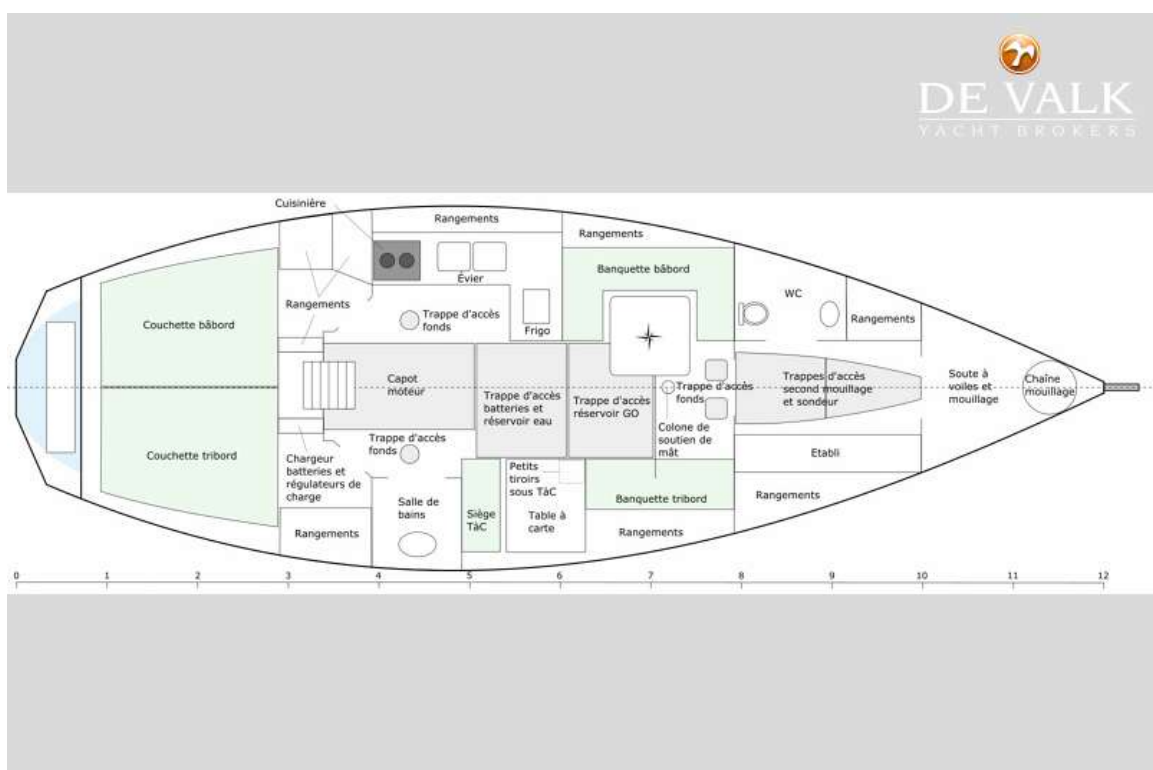 DE VALK
YACHT BROKERS
Cuisinière
Rangements
Rangements
Évier
Banquette bâbord
WC
Rangements
Couchette bâbord
Rangements
Trappe d'accès
fonds
Frigo
Capot
moteur
Trappe d'accès
batteries et
réservoir eau
Trappe d'accès
réservoir GO
Trappe d'accès
fonds
Trappes d'accès
second mouillage
et sondeur
Soute à
voiles et
mouillage
Chaîne
mouillage
Colone de
soutien de
mât
Trappe d'accès
fonds
Couchette tribord
Chargeur
batteries et
régulateurs de
charge
Etabli
Petits
tiroirs
sous TàC
Salle de
bains
Siège
TàC
Table à
carte
Banquette tribord
Rangements
Rangements
Rangements
0 1 2 3 4 5 6 7 8 9 10 11 12